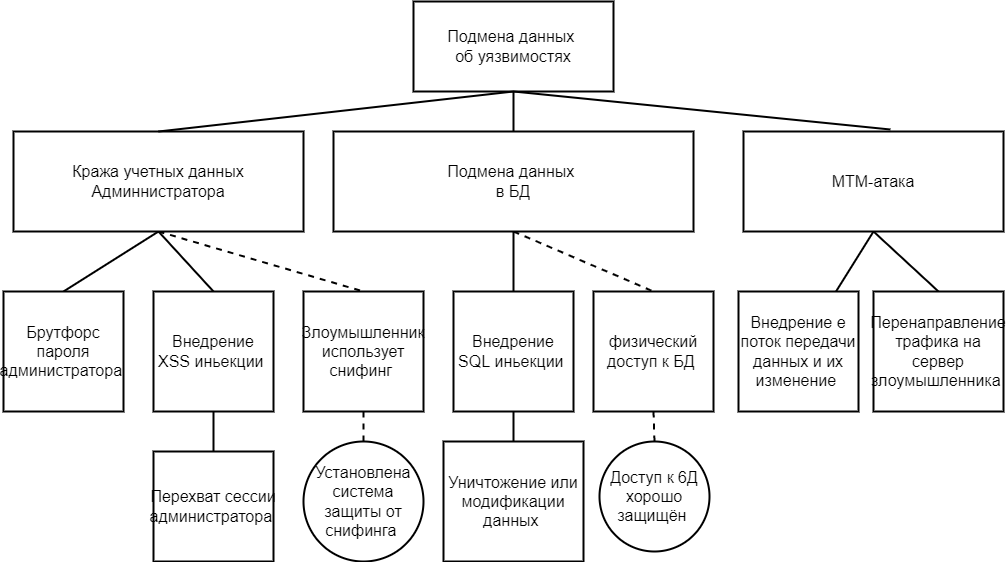 Подмена данных
об уязвимостях
Кража учетных данных
Админнистратора
Подмена данных
в БД
МТМ-атака
Брутфорс
пароля
администратора
Внедрение
XSS иньекции
Злоумышленник
использует
снифинг
Внедрение
SQL иньекции
физический
доступ к БД
Внедрение е
поток передачи
данных и их
изменение
Перенаправление
трафика на
сервер
злоумышленника
Перехват сессии
администратора
Установлена
система
защиты от
снифинга
Уничтожение или
модификации
данных
Доступ к 6Д
хорошо
защищён